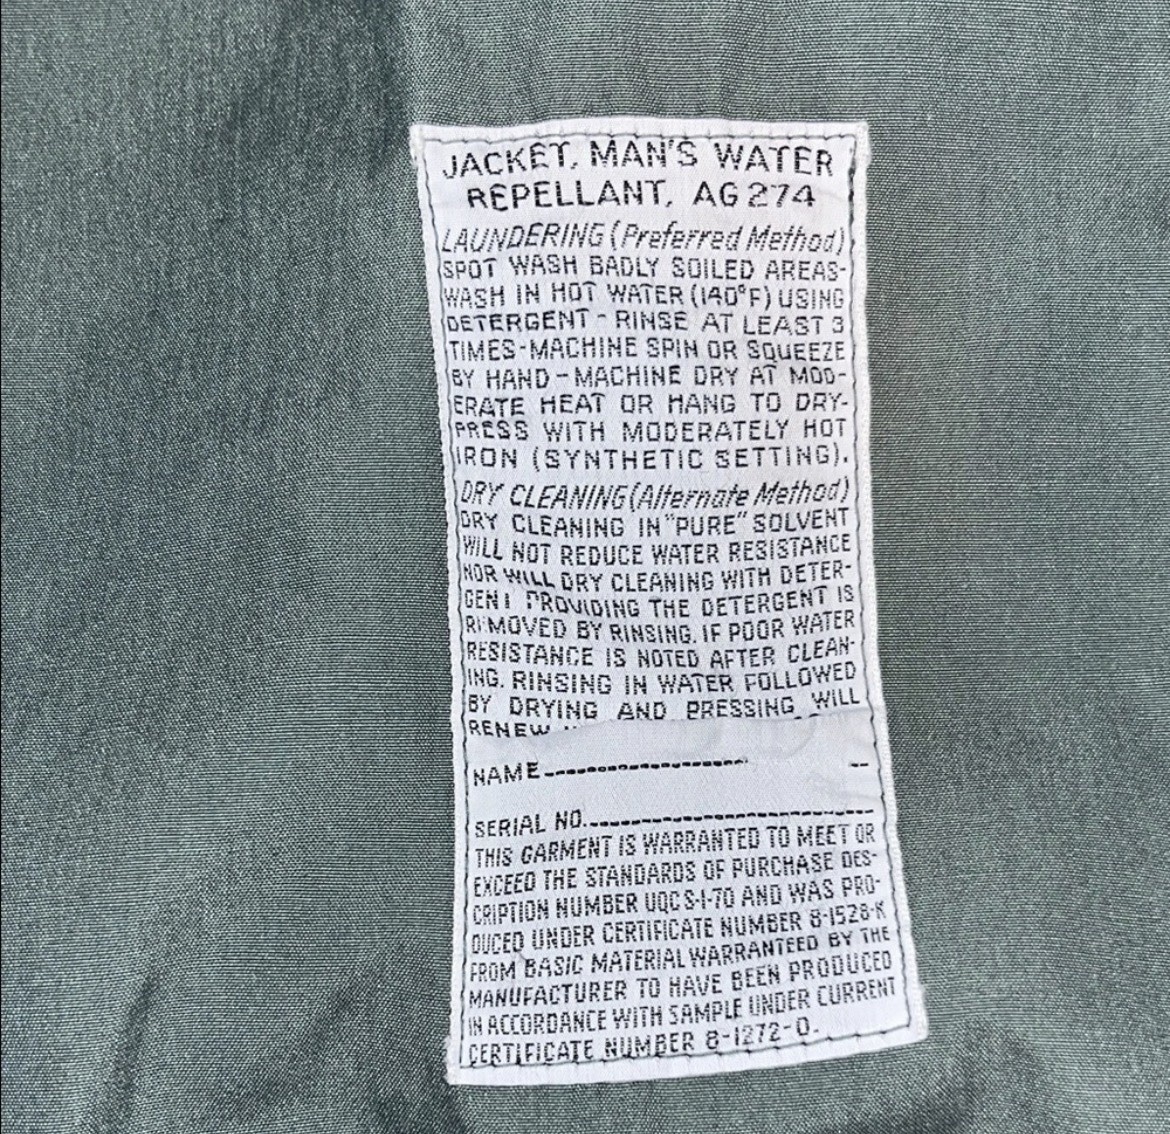 JACKET, MAN'S WATER
REPELLANT, AG 274
LAUNDERING (Preferred Method)
SPOT WASH BADLY SOILED AREAS-
WASH IN HOT WATER (140°F) USING
DETERGENT - RINSE AT LEAST 3
TIMES-MACHINE SPIN OR SQUEEZE
BY HAND - MACHINE DRY AT MOD-
ERATE HEAT OR HANG TO DRY-
PRESS WITH MODERATELY HOT
IRON (SYNTHETIC SETTING).
DRY CLEANING (Alternate Method)
DRY CLEANING IN "PURE" SOLVENT
WILL NOT REDUCE WATER RESISTANCE
NOR WILL DRY CLEANING WITH DETER-
GENT PROVIDING THE DETERGENT IS
REMOVED BY RINSING. IF POOR WATER
RESISTANCE IS NOTED AFTER CLEAN-
ING, RINSING IN WATER FOLLOWED
BY DRYING AND PRESSING WILL
RENEW
NAME
SERIAL NO.
THIS GARMENT IS WARRANTED TO MEET OR
EXCEED THE STANDARDS OF PURCHASE DES-
CRIPTION NUMBER UQC S-1-70 AND WAS PRO-
DUCED UNDER CERTIFICATE NUMBER 8-1528-K
FROM BASIC MATERIAL WARRANTEED BY THE
MANUFACTURER TO HAVE BEEN PRODUCED
IN ACCORDANCE WITH SAMPLE UNDER CURRENT
CERTIFICATE NUMBER 8-1272-0.